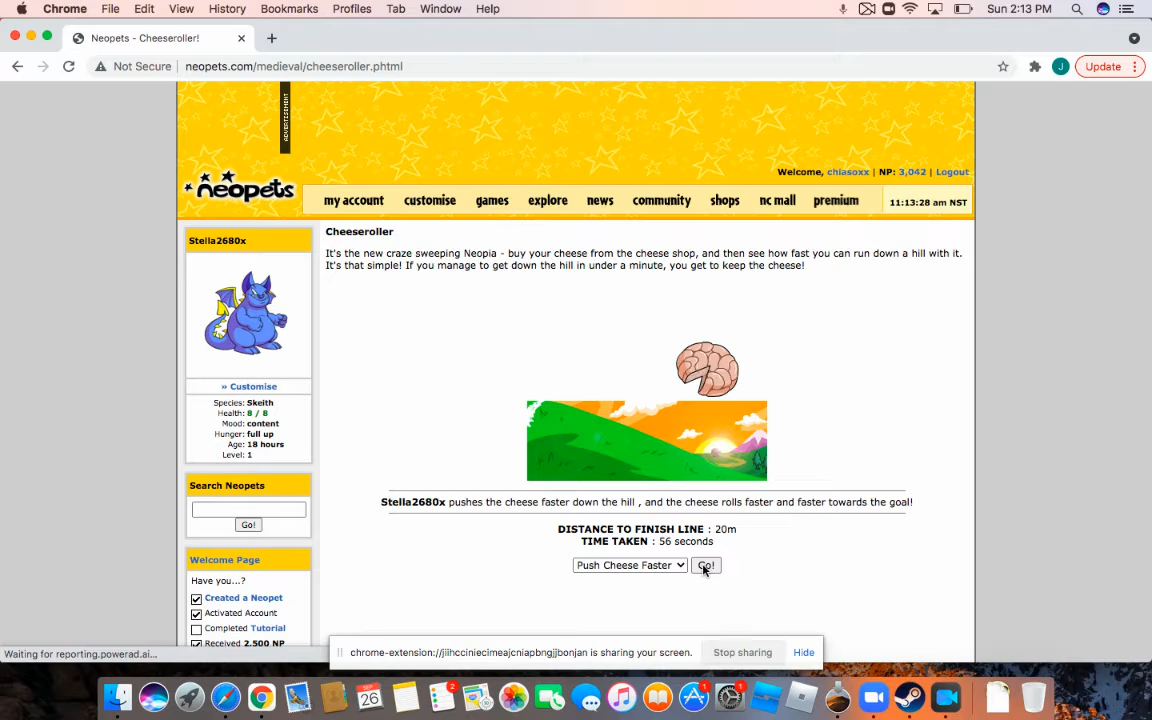 Chrome File Edit View History Bookmarks Profiles Tab Window Help Sun 2:13 PM
Neopets - Cheeseroller!
Not Secure neopets.com/medieval/cheeseroller.phtml J Update
ADVERTISEMENT
Welcome, chiasoxx | NP: 3,042 | Logout
neopets
my account customise games explore news community shops nc mall premium 11:13:28 am NST
Stella2680x
» Customise
Species: Skeith
Health: 8 / 8
Mood: content
Hunger: full up
Age: 18 hours
Level: 1
Search Neopets
Go!
Welcome Page
Have you...?
Created a Neopet
Activated Account
Completed Tutorial
Received 2,500 NP
Cheeseroller
It's the new craze sweeping Neopia - buy your cheese from the cheese shop, and then see how fast you can run down a hill with it.
It's that simple! If you manage to get down the hill in under a minute, you get to keep the cheese!
Stella2680x pushes the cheese faster down the hill , and the cheese rolls faster and faster towards the goal!
DISTANCE TO FINISH LINE : 20m
TIME TAKEN : 56 seconds
Push Cheese Faster Go!
Waiting for reporting.powerad.ai...
chrome-extension://jiihcciniecimeajcniapbngjjbonjan is sharing your screen. Stop sharing Hide
26
2
1
1